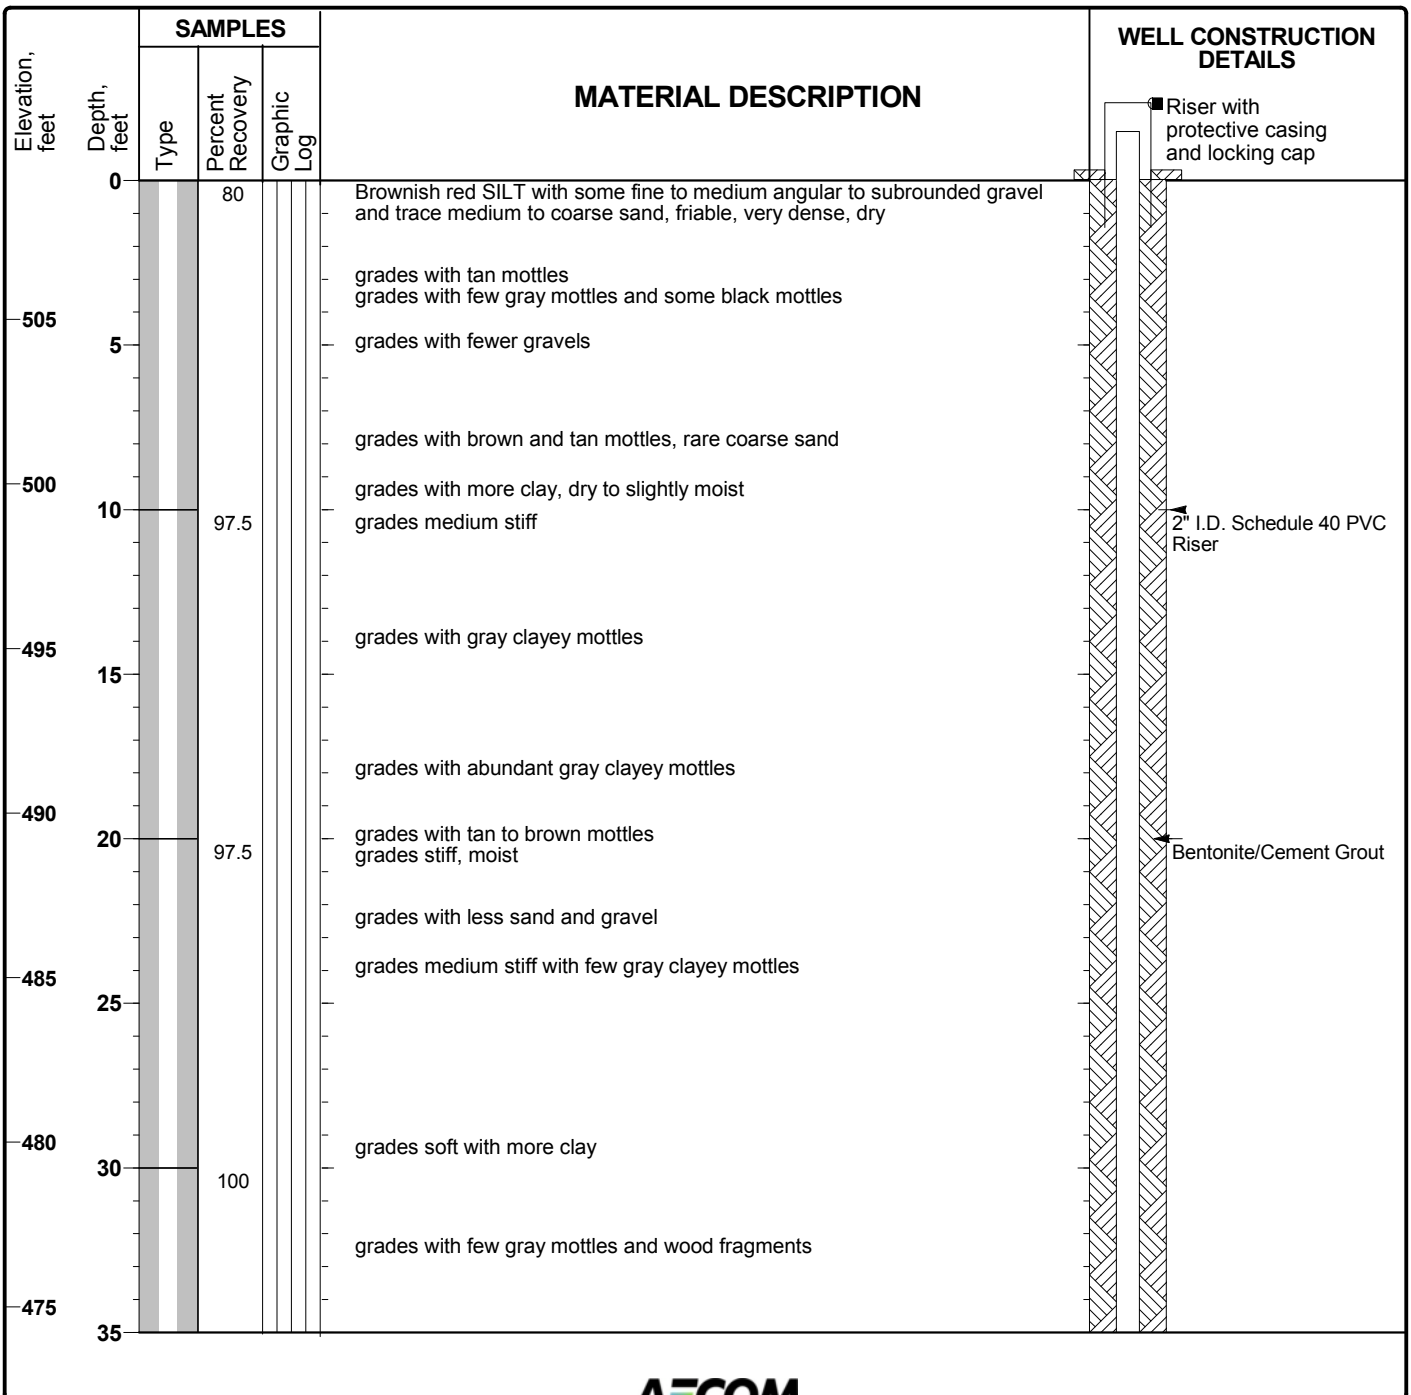 SAMPLES
Elevation,
feet
Depth,
feet
Type
Percent
Recovery
Graphic
Log
MATERIAL DESCRIPTION
WELL CONSTRUCTION
DETAILS
Riser with
protective casing
and locking cap
0
80
Brownish red SILT with some fine to medium angular to subrounded gravel
and trace medium to coarse sand, friable, very dense, dry
grades with tan mottles
grades with few gray mottles and some black mottles
505
5
grades with fewer gravels
grades with brown and tan mottles, rare coarse sand
500
grades with more clay, dry to slightly moist
10
97.5
grades medium stiff
2" I.D. Schedule 40 PVC
Riser
495
grades with gray clayey mottles
15
grades with abundant gray clayey mottles
490
20
grades with tan to brown mottles
97.5
grades stiff, moist
Bentonite/Cement Grout
grades with less sand and gravel
485
grades medium stiff with few gray clayey mottles
25
480
grades soft with more clay
30
100
grades with few gray mottles and wood fragments
475
35
AECOM